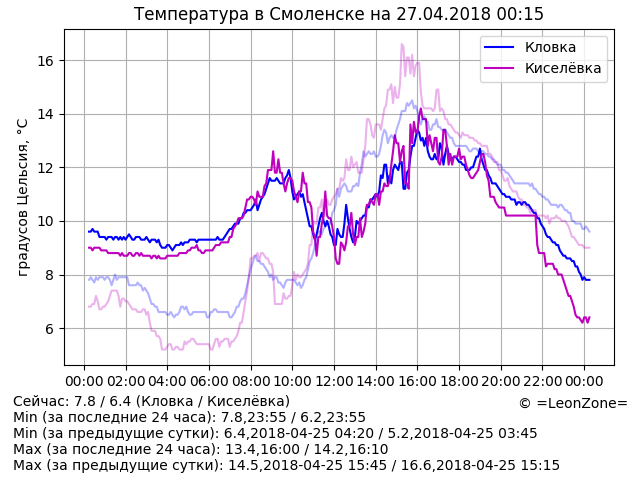 Температура в Смоленске на 27.04.2018 00:15
Кловка
Киселёвка
градусов Цельсия, °C
16
14
12
10
8
6
00:00 02:00 04:00 06:00 08:00 10:00 12:00 14:00 16:00 18:00 20:00 22:00 00:00
Сейчас: 7.8 / 6.4 (Кловка / Киселёвка)
© =LeonZone=
Min (за последние 24 часа): 7.8,23:55 / 6.2,23:55
Min (за предыдущие сутки): 6.4,2018-04-25 04:20 / 5.2,2018-04-25 03:45
Max (за последние 24 часа): 13.4,16:00 / 14.2,16:10
Max (за предыдущие сутки): 14.5,2018-04-25 15:45 / 16.6,2018-04-25 15:15